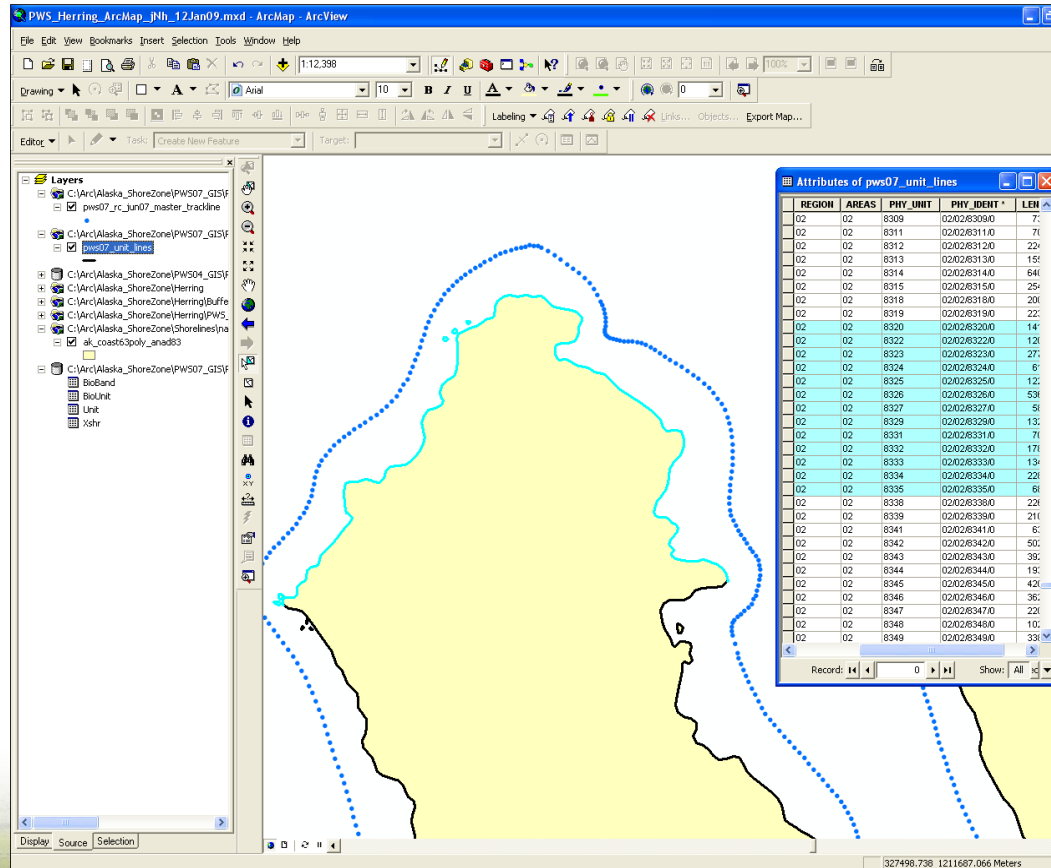 PWS_Herring_ArcMap_jNh_12Jan09.mxd - ArcMap - ArcView
File Edit View Bookmarks Insert Selection Tools Window Help
1:12,398 100%
Drawing A Arial 10 B I U A 0
Labeling Links... Objects... Export Map...
Editor Task: Create New Feature Target:
Layers
C:\Arc\Alaska_ShoreZone\PWS07_GIS\
pws07_rc_jun07_master_trackline
C:\Arc\Alaska_ShoreZone\PWS07_GIS\
pws07_unit_lines
C:\Arc\Alaska_ShoreZone\PWS04_GIS\
C:\Arc\Alaska_ShoreZone\Herring
C:\Arc\Alaska_ShoreZone\Herring\Buffe
C:\Arc\Alaska_ShoreZone\Herring\PWS_
C:\Arc\Alaska_ShoreZone\Shorelines\na
ak_coast63poly_anad83
C:\Arc\Alaska_ShoreZone\PWS07_GIS\
BioBand
BioUnit
Unit
Xshr
Display Source Selection
XY
Attributes of pws07_unit_lines
REGION AREAS PHY_UNIT PHY_IDENT * LEN
02 02 8309 02/02/8309/0
02 02 8311 02/02/8311/0
02 02 8312 02/02/8312/0
02 02 8313 02/02/8313/0
02 02 8314 02/02/8314/0
02 02 8315 02/02/8315/0
02 02 8318 02/02/8318/0
02 02 8319 02/02/8319/0
02 02 8320 02/02/8320/0
02 02 8322 02/02/8322/0
02 02 8323 02/02/8323/0
02 02 8324 02/02/8324/0
02 02 8325 02/02/8325/0
02 02 8326 02/02/8326/0
02 02 8327 02/02/8327/0
02 02 8329 02/02/8329/0
02 02 8331 02/02/8331/0
02 02 8332 02/02/8332/0
02 02 8333 02/02/8333/0
02 02 8334 02/02/8334/0
02 02 8335 02/02/8335/0
02 02 8338 02/02/8338/0
02 02 8339 02/02/8339/0
02 02 8341 02/02/8341/0
02 02 8342 02/02/8342/0
02 02 8343 02/02/8343/0
02 02 8344 02/02/8344/0
02 02 8345 02/02/8345/0
02 02 8346 02/02/8346/0
02 02 8347 02/02/8347/0
02 02 8348 02/02/8348/0
02 02 8349 02/02/8349/0
Record: 0 Show: All
327498.738 1211687.066 Meters